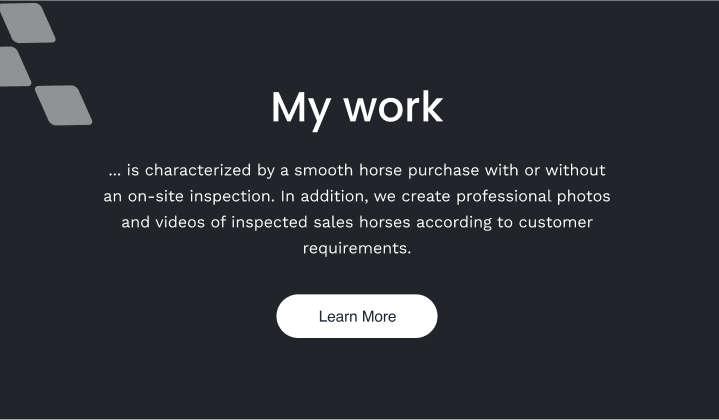 My work
... is characterized by a smooth horse purchase with or without
an on-site inspection. In addition, we create professional photos
and videos of inspected sales horses according to customer
requirements.
Learn More